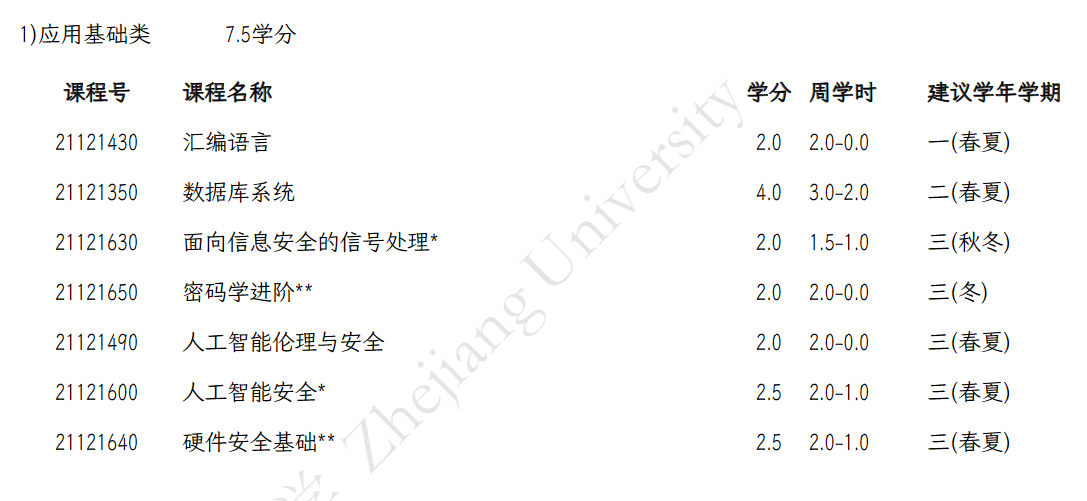 1)应用基础类 7.5学分
课程号 课程名称 学分 周学时 建议学年学期
21121430 汇编语言 2.0 2.0-0.0 一(春夏)
21121350 数据库系统 4.0 3.0-2.0 二(春夏)
21121630 面向信息安全的信号处理* 2.0 1.5-1.0 三(秋冬)
21121650 密码学进阶** 2.0 2.0-0.0 三(冬)
21121490 人工智能伦理与安全 2.0 2.0-0.0 三(春夏)
21121600 人工智能安全* 2.5 2.0-1.0 三(春夏)
21121640 硬件安全基础** 2.5 2.0-1.0 三(春夏)
学 Zhejiang University